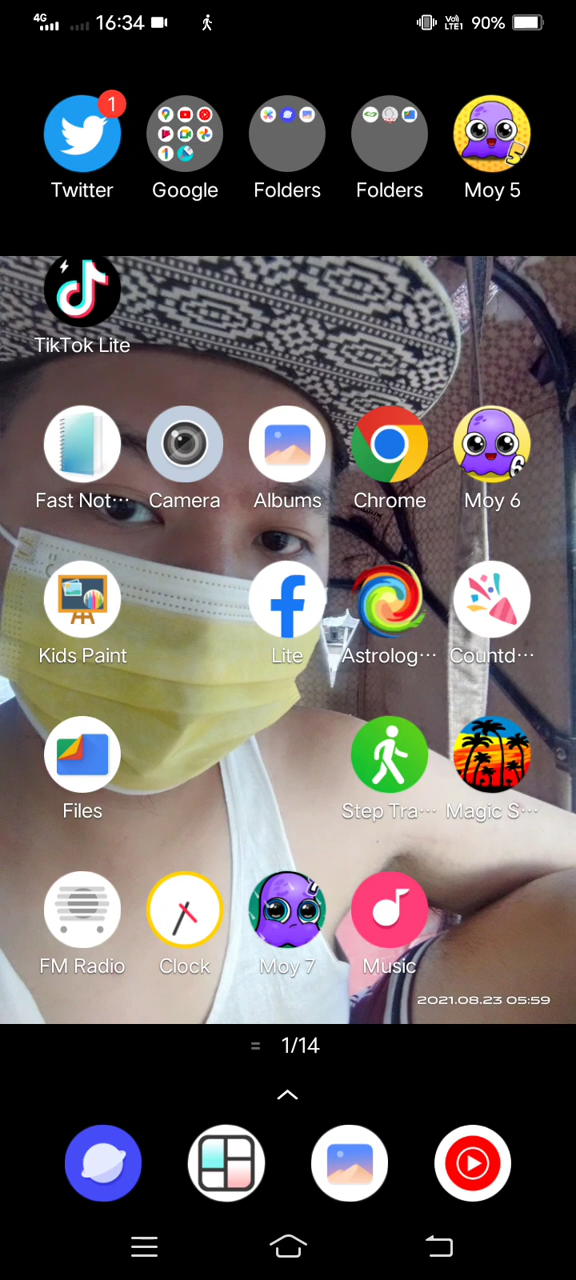 4G 16:34 VoLTE1 90%
1
Twitter Google Folders Folders Moy 5
TikTok Lite
Fast Not··· Camera Albums Chrome Moy 6
Kids Paint Lite Astrolog··· Countd···
Files Step Tra··· Magic S···
FM Radio Clock Moy 7 Music
2021.08.23 05:59
1/14